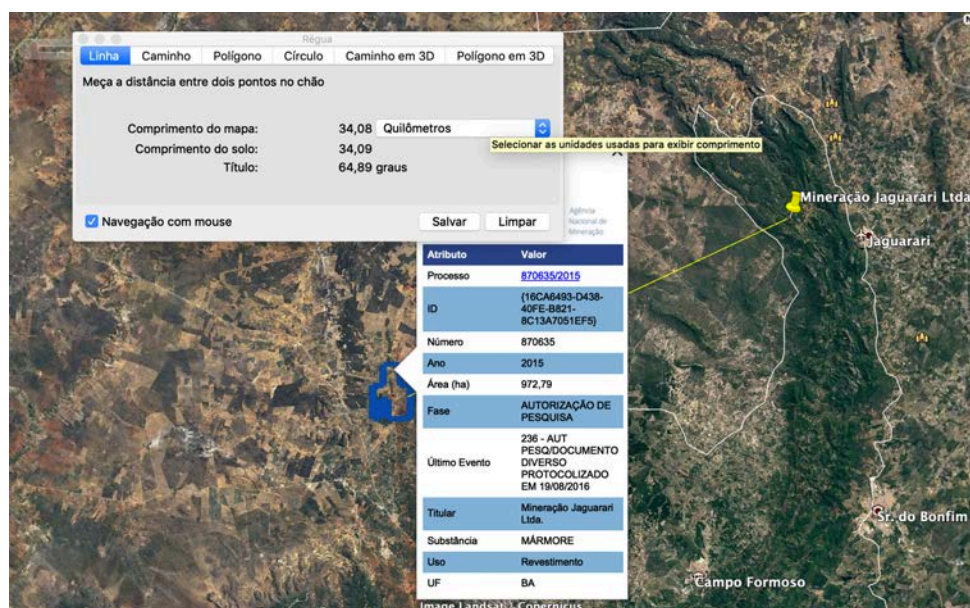 Régua
Linha Caminho Polígono Círculo Caminho em 3D Polígono em 3D
Meça a distância entre dois pontos no chão
Comprimento do mapa: 34,08 Quilômetros
Selecionar as unidades usadas para exibir comprimento
Comprimento do solo: 34,09
Título: 64,89 graus
Navegação com mouse Salvar Limpar
Agência
Nacional de
Mineração
Atributo Valor
Processo 870635/2015
ID {16CA6493-D438-
40FE-B821-
8C13A7051EF5}
Número 870635
Ano 2015
Área (ha) 972,79
Fase AUTORIZAÇÃO DE
PESQUISA
Último Evento 236 - AUT
PESQ/DOCUMENTO
DIVERSO
PROTOCOLIZADO
EM 19/08/2016
Titular Mineração Jaguarari
Ltda.
Substância MÁRMORE
Uso Revestimento
UF BA
Mineração Jaguarari Ltda
Jaguarari
Sr. do Bonfim
Campo Formoso
Image Landsat / Copernicus